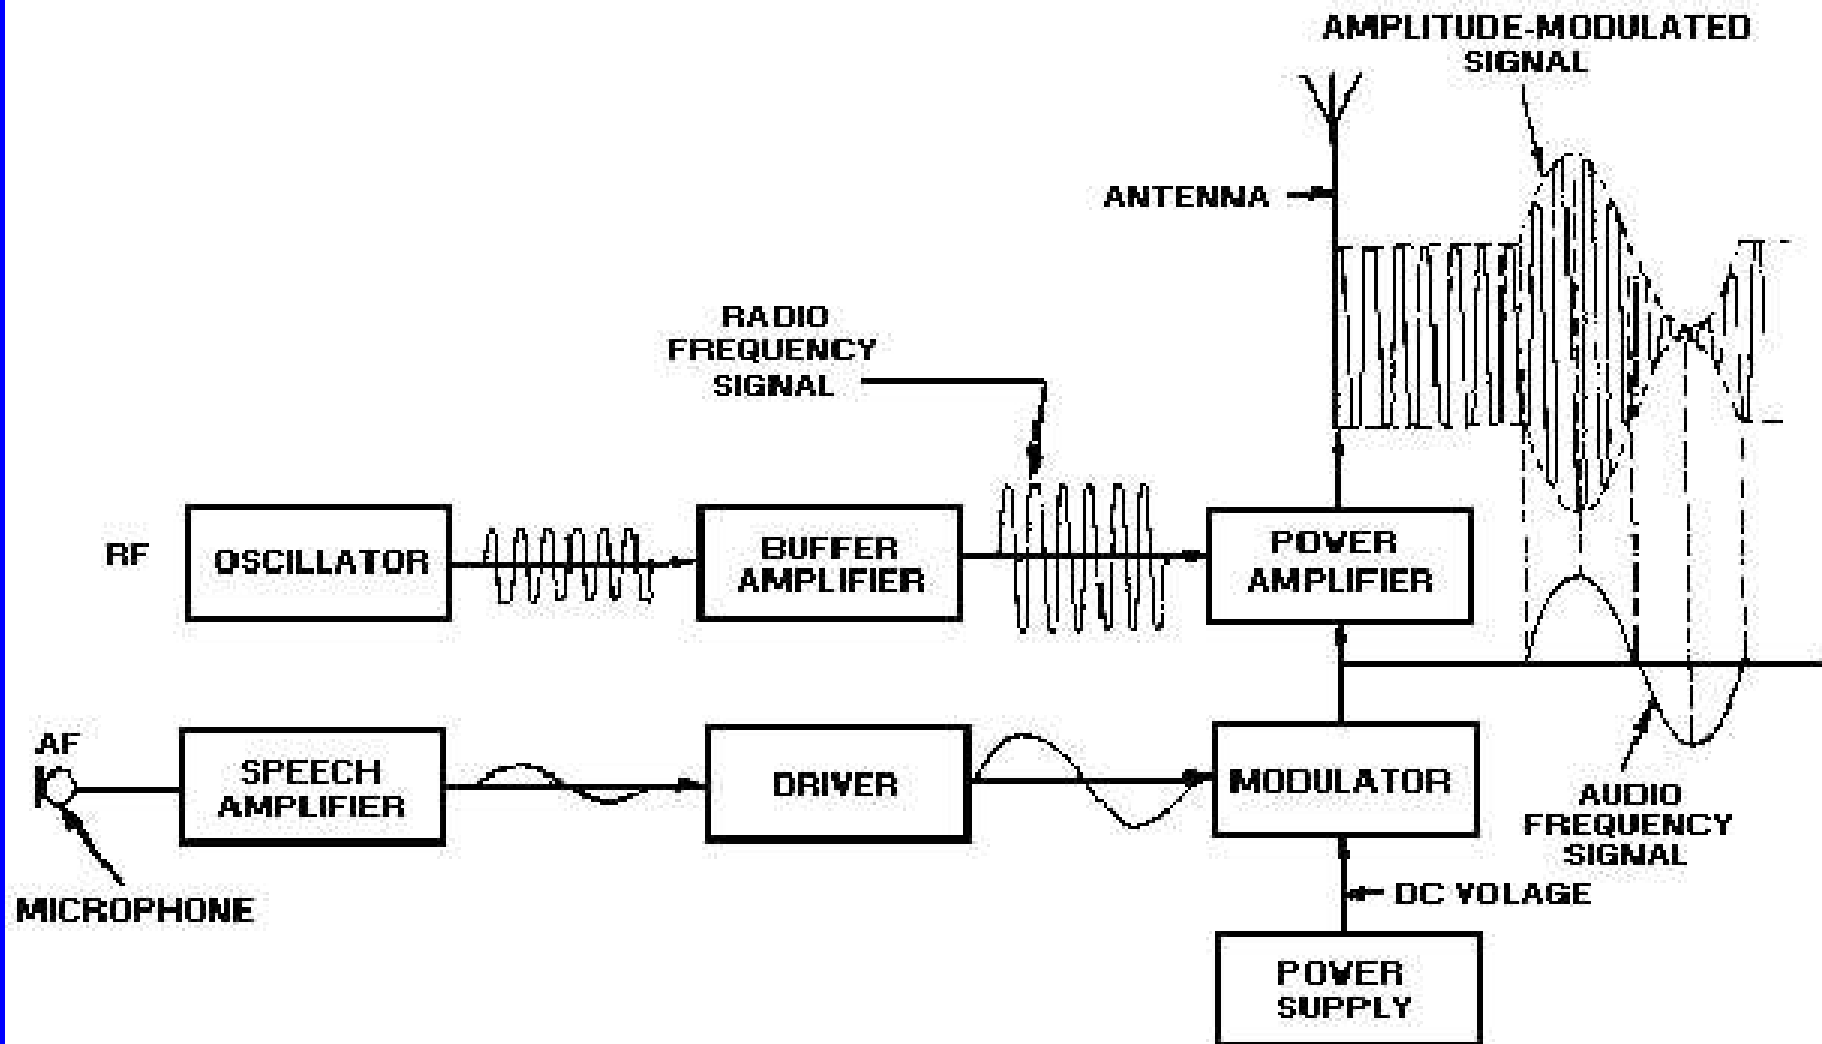 AMPLITUDE-MODULATED
SIGNAL
ANTENNA
RADIO
FREQUENCY
SIGNAL
RF
OSCILLATOR
BUFFER
AMPLIFIER
POWER
AMPLIFIER
AF
SPEECH
AMPLIFIER
DRIVER
MODULATOR
AUDIO
FREQUENCY
SIGNAL
MICROPHONE
DC VOLAGE
POWER
SUPPLY